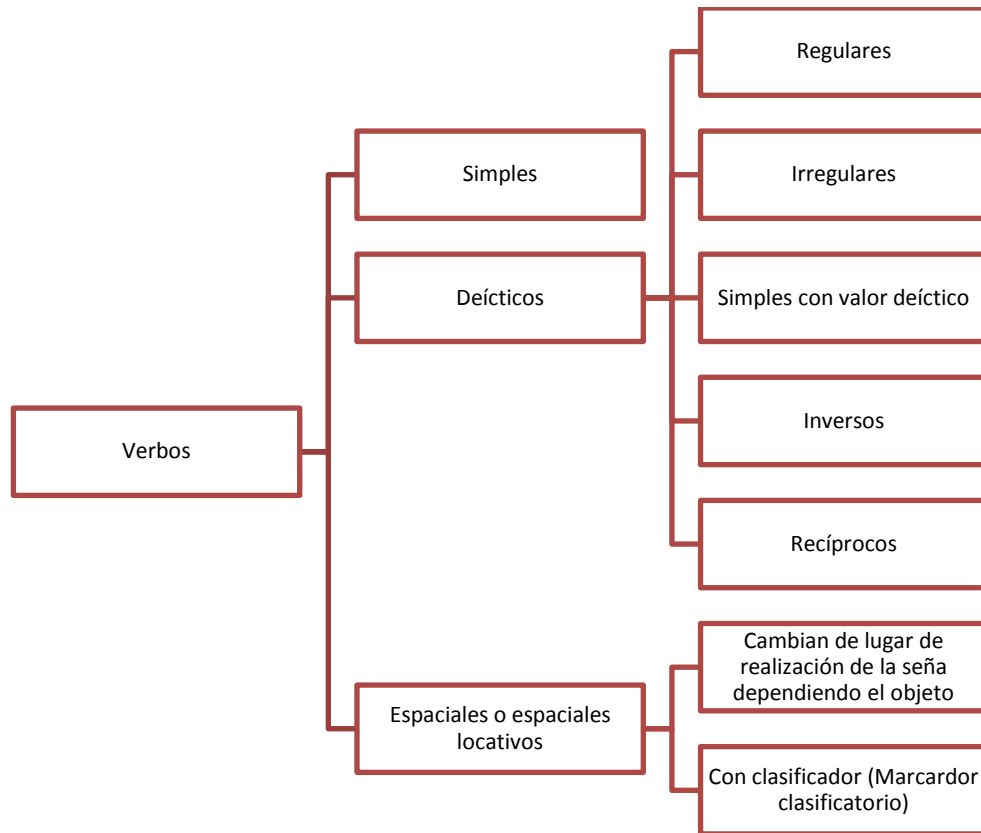 Verbos
Simples
Deícticos
Regulares
Irregulares
Simples con valor deíctico
Inversos
Recíprocos
Espaciales o espaciales
locativos
Cambian de lugar de
realización de la seña
dependiendo el objeto
Con clasificador (Marcardor
clasificatorio)